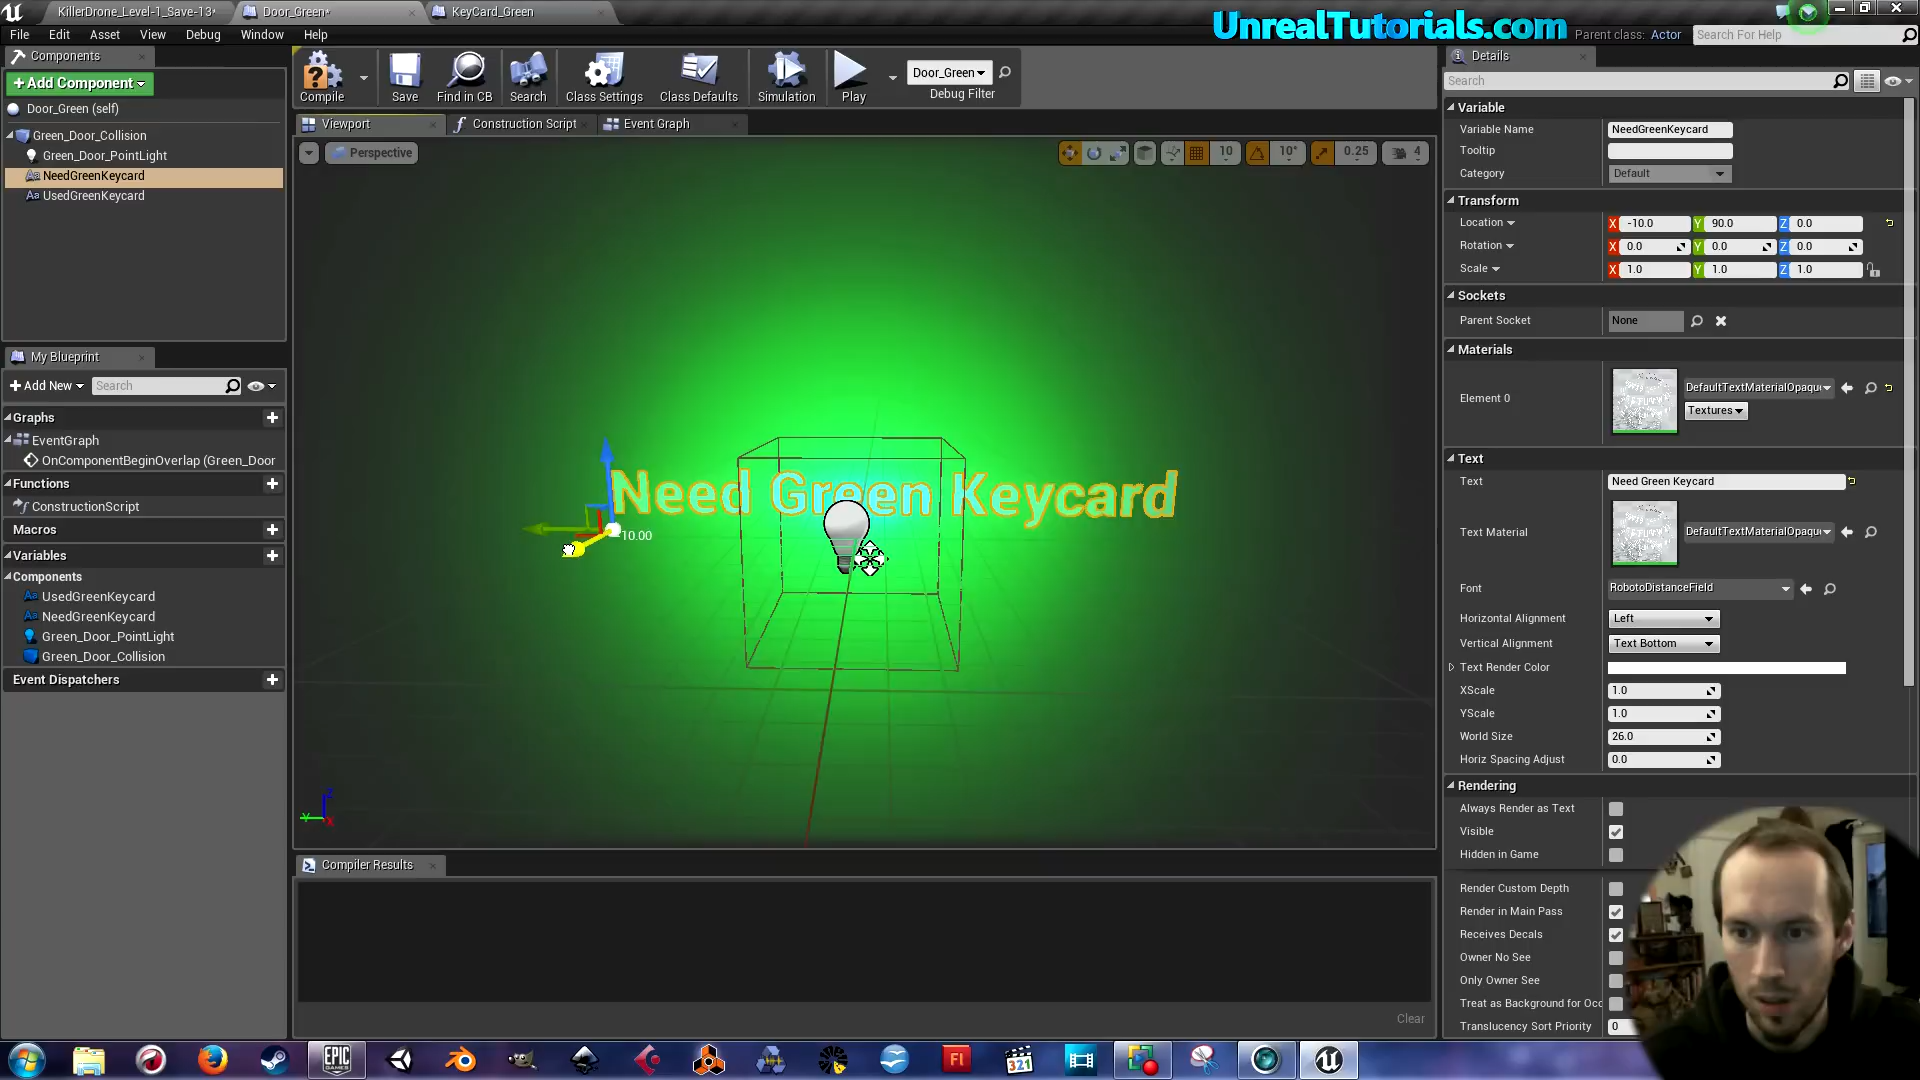 KillerDrone_Level-1_Save-13*
Door_Green*
KeyCard_Green
UnrealTutorials.com
File Edit Asset View Debug Window Help
Parent class: Actor
Search For Help
Components
+ Add Component
Door_Green (self)
Green_Door_Collision
Green_Door_PointLight
NeedGreenKeycard
UsedGreenKeycard
Compile
Save
Find in CB
Search
Class Settings
Class Defaults
Simulation
Play
Door_Green
Debug Filter
Viewport
Construction Script
Event Graph
Perspective
10
10°
0.25
4
Need Green Keycard
10.00
My Blueprint
+ Add New
Search
Graphs
EventGraph
OnComponentBeginOverlap (Green_Door
Functions
ConstructionScript
Macros
Variables
Components
UsedGreenKeycard
NeedGreenKeycard
Green_Door_PointLight
Green_Door_Collision
Event Dispatchers
Compiler Results
Clear
Details
Search
Variable
Variable Name NeedGreenKeycard
Tooltip
Category Default
Transform
Location X -10.0 Y 90.0 Z 0.0
Rotation X 0.0 Y 0.0 Z 0.0
Scale X 1.0 Y 1.0 Z 1.0
Sockets
Parent Socket None
Materials
Element 0 DefaultTextMaterialOpaqu
Textures
Text
Text Need Green Keycard
Text Material DefaultTextMaterialOpaqu
Font RobotoDistanceField
Horizontal Alignment Left
Vertical Alignment Text Bottom
Text Render Color
XScale 1.0
YScale 1.0
World Size 26.0
Horiz Spacing Adjust 0.0
Rendering
Always Render as Text
Visible
Hidden in Game
Render Custom Depth
Render in Main Pass
Receives Decals
Owner No See
Only Owner See
Treat as Background for Occ
Translucency Sort Priority 0
EPIC GAMES
Fl
321